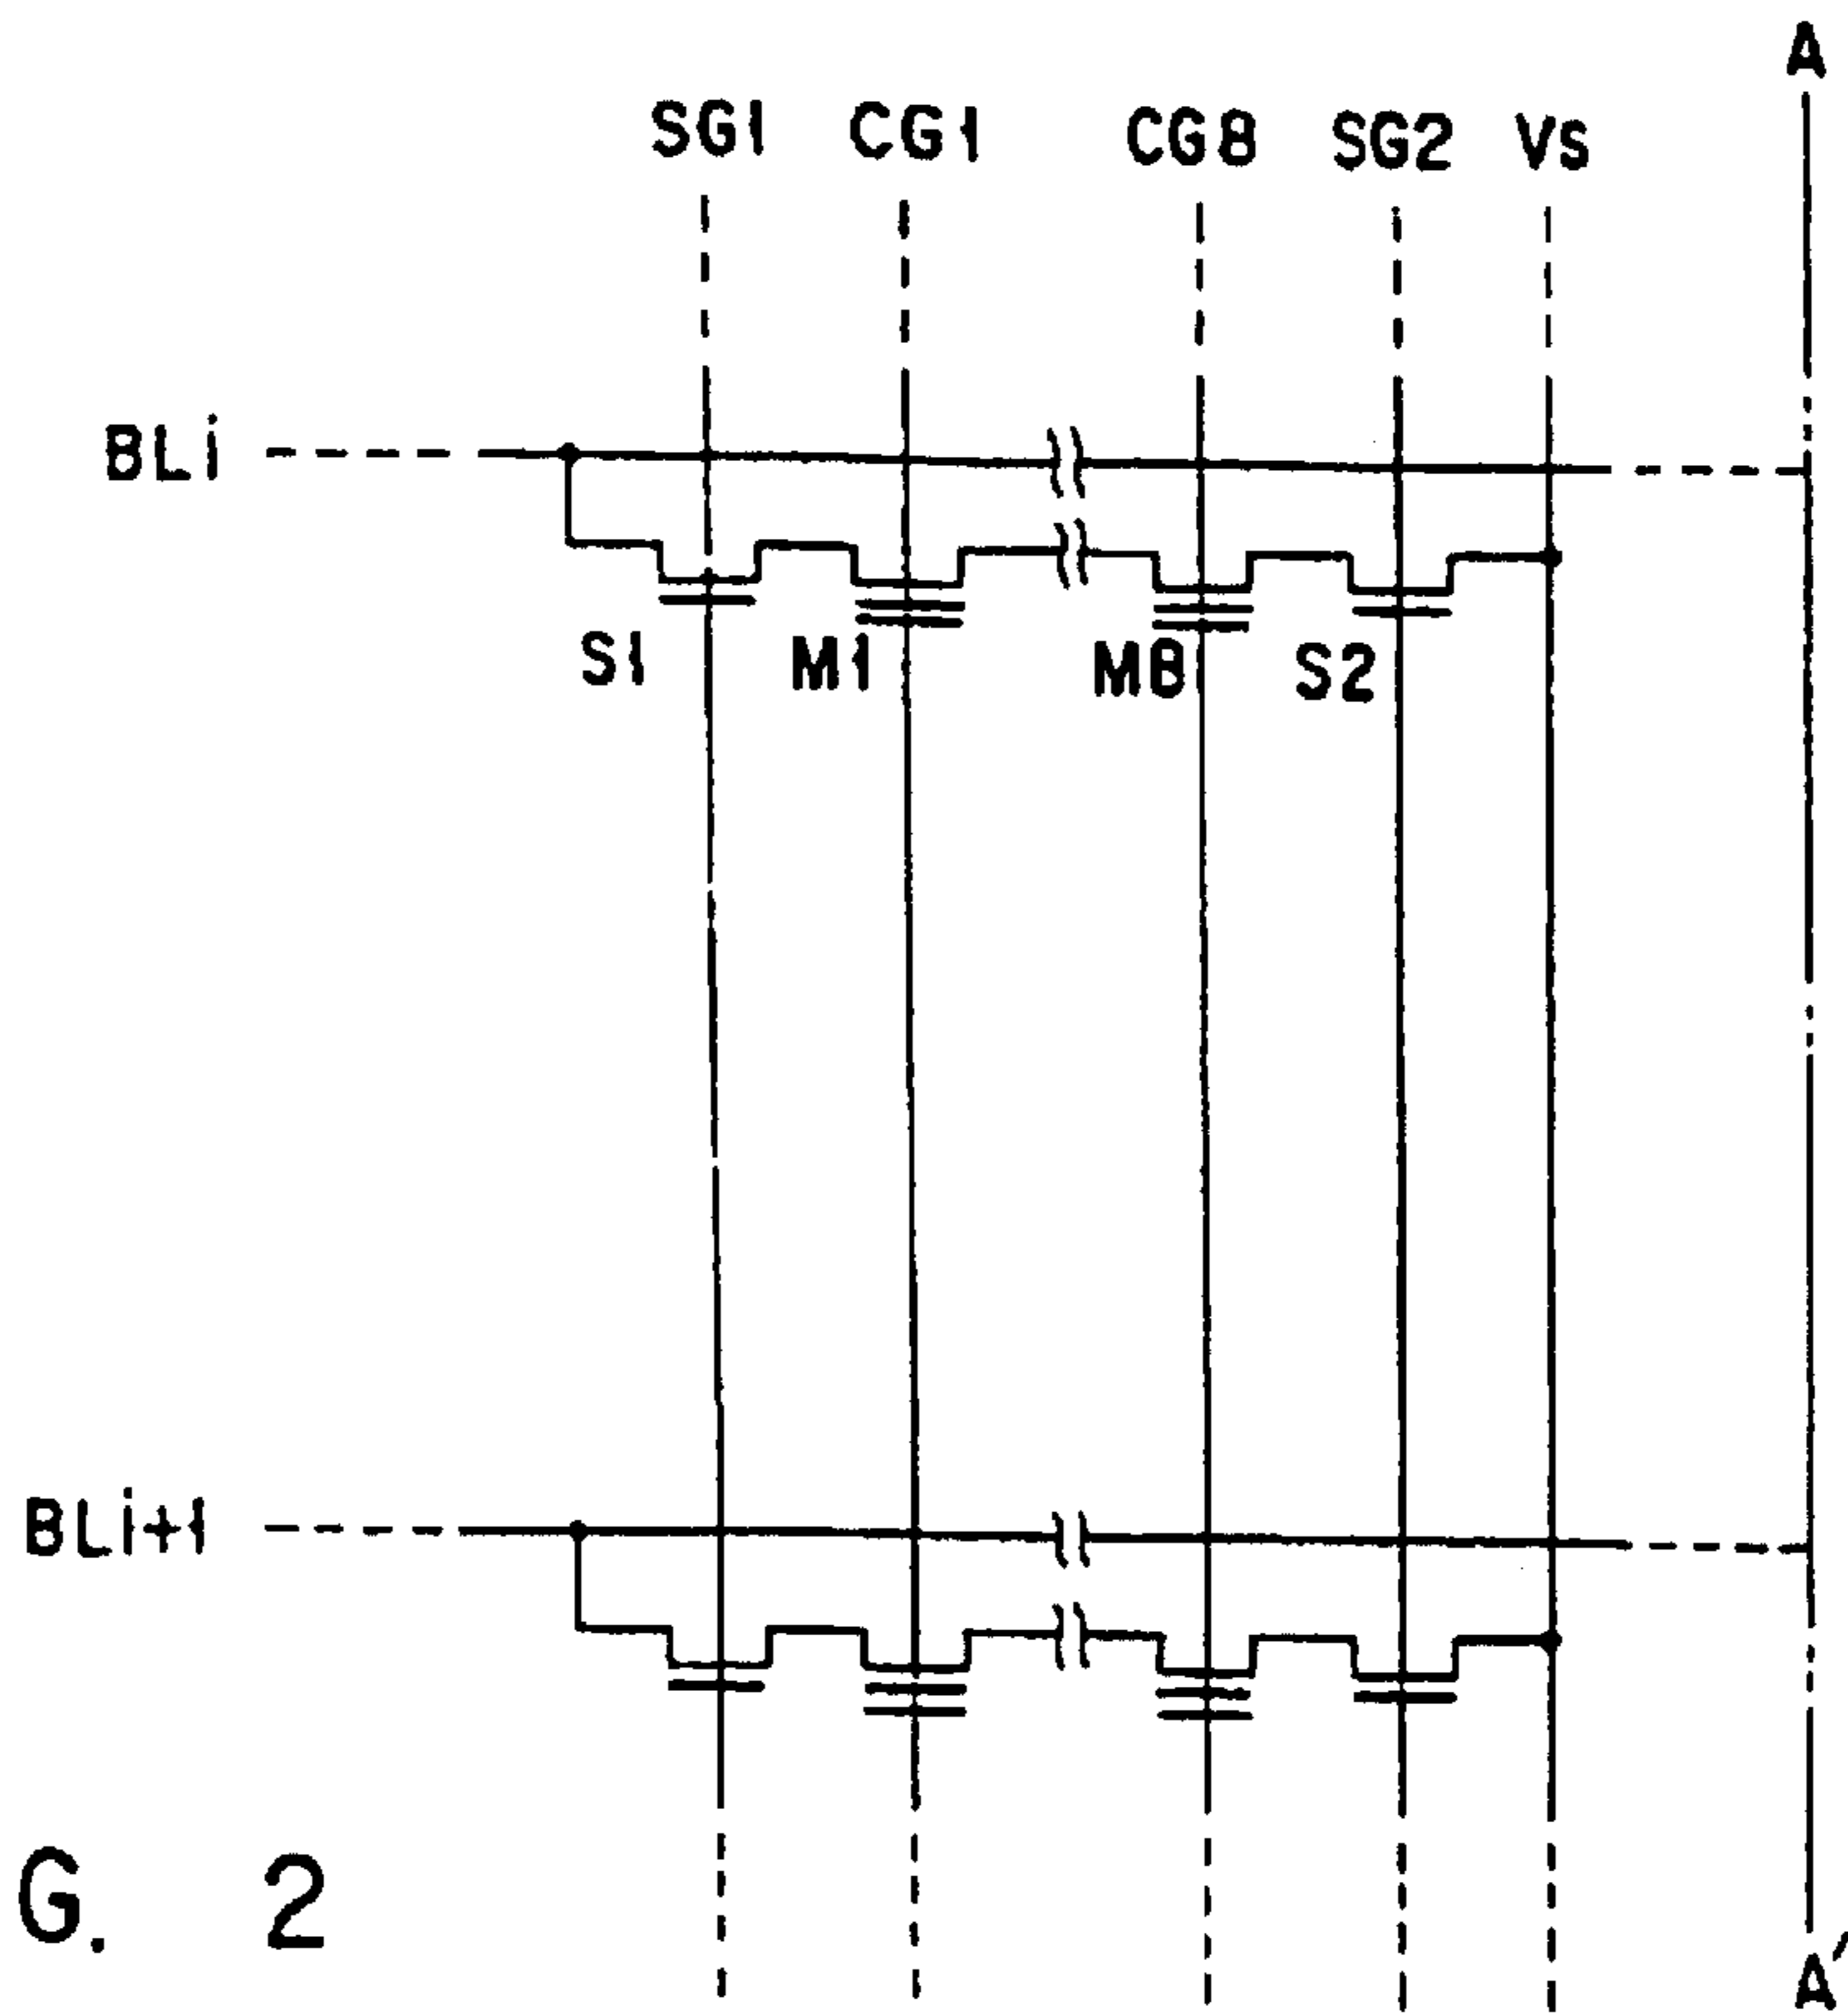 A
SG1 CG1 CG8 SG2 Vs
BLi
S1 M1 M8 S2
BLi+1
G. 2
A'